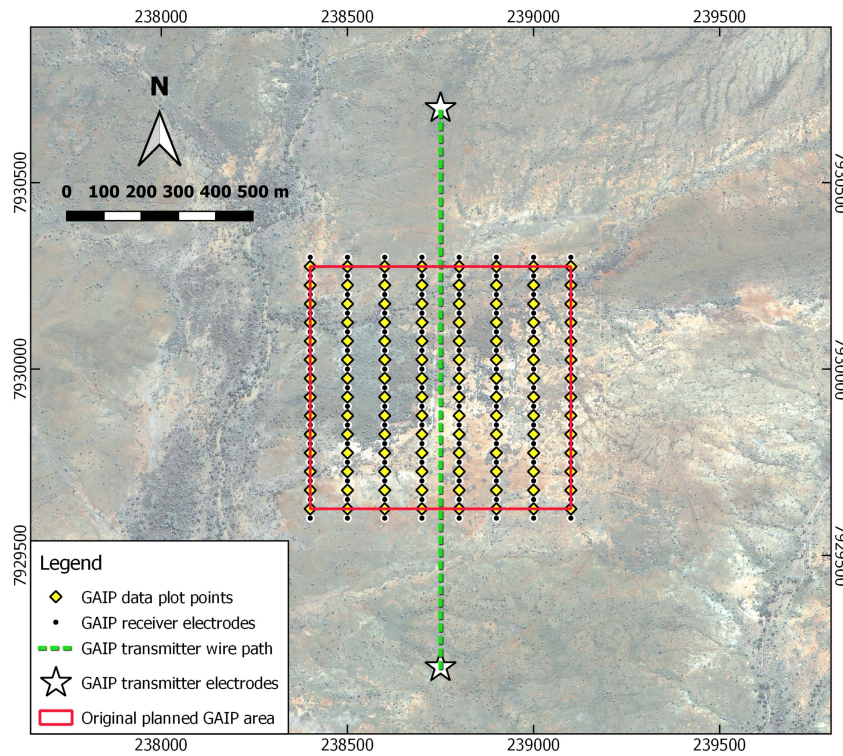 238000 238500 239000 239500
N
0 100 200 300 400 500 m
7930500 7930500
7930000 7930000
7929500 7929500
Legend
GAIP data plot points
GAIP receiver electrodes
GAIP transmitter wire path
GAIP transmitter electrodes
Original planned GAIP area
238000 238500 239000 239500